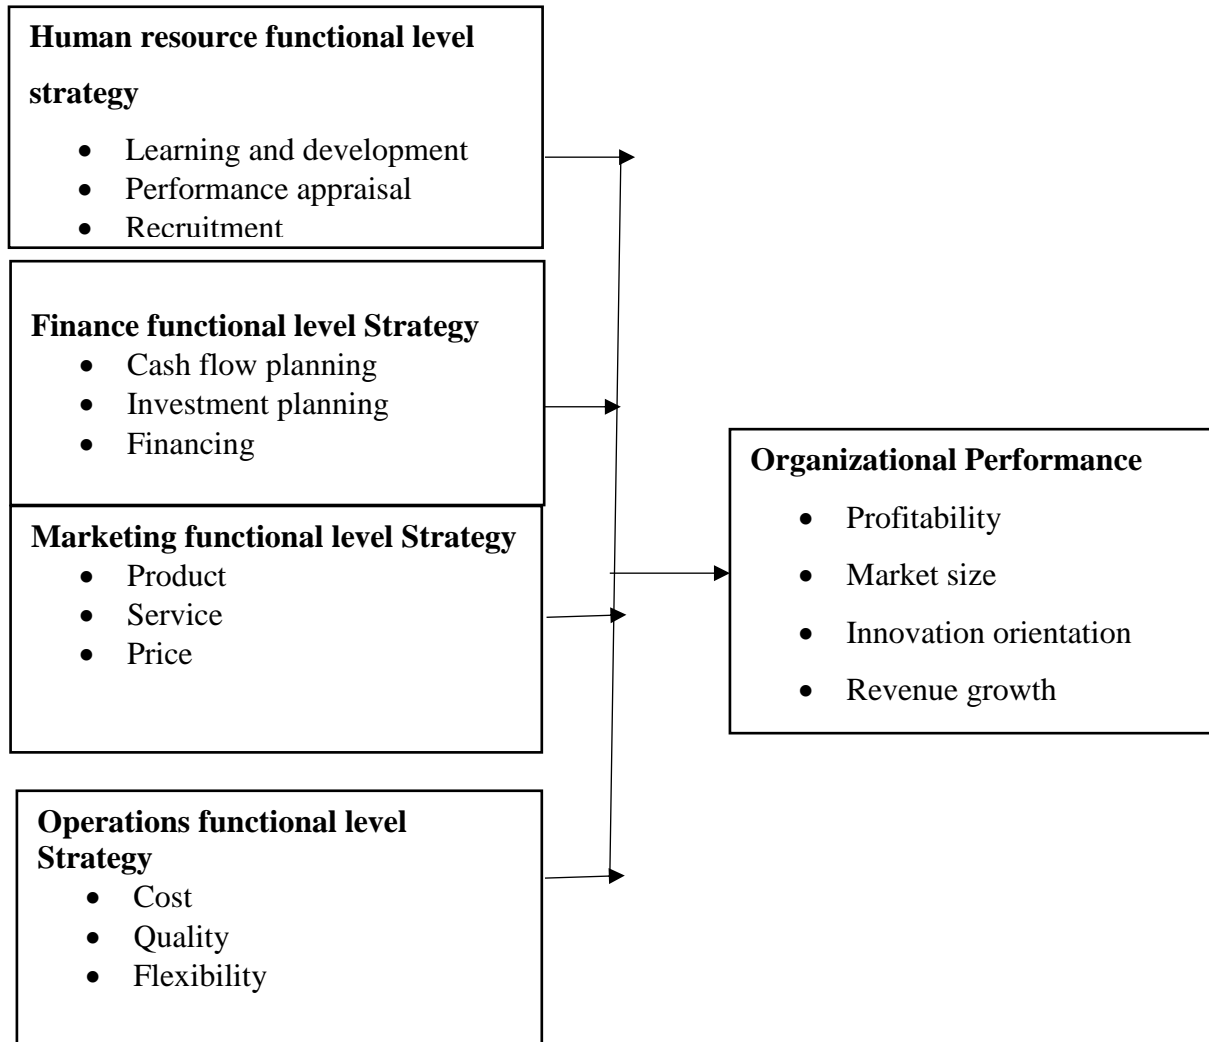 Human resource functional level
strategy
• Learning and development
• Performance appraisal
• Recruitment
Finance functional level Strategy
• Cash flow planning
• Investment planning
• Financing
Marketing functional level Strategy
• Product
• Service
• Price
Operations functional level
Strategy
• Cost
• Quality
• Flexibility
Organizational Performance
• Profitability
• Market size
• Innovation orientation
• Revenue growth